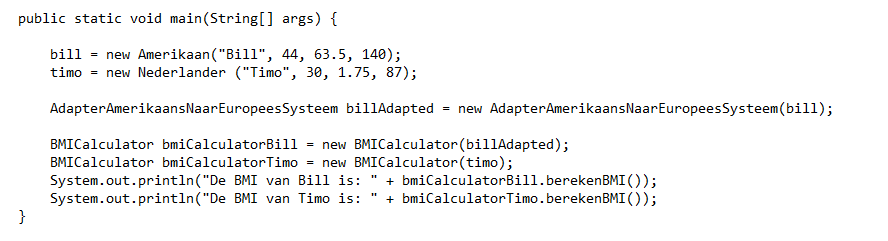 public static void main(String[] args) {
bill = new Amerikaan("Bill", 44, 63.5, 140);
timo = new Nederlander ("Timo", 30, 1.75, 87);
AdapterAmerikaansNaarEuropeesSysteem billAdapted = new AdapterAmerikaansNaarEuropeesSysteem(bill);
BMICalculator bmiCalculatorBill = new BMICalculator(billAdapted);
BMICalculator bmiCalculatorTimo = new BMICalculator(timo);
System.out.println("De BMI van Bill is: " + bmiCalculatorBill.berekenBMI());
System.out.println("De BMI van Timo is: " + bmiCalculatorTimo.berekenBMI());
}